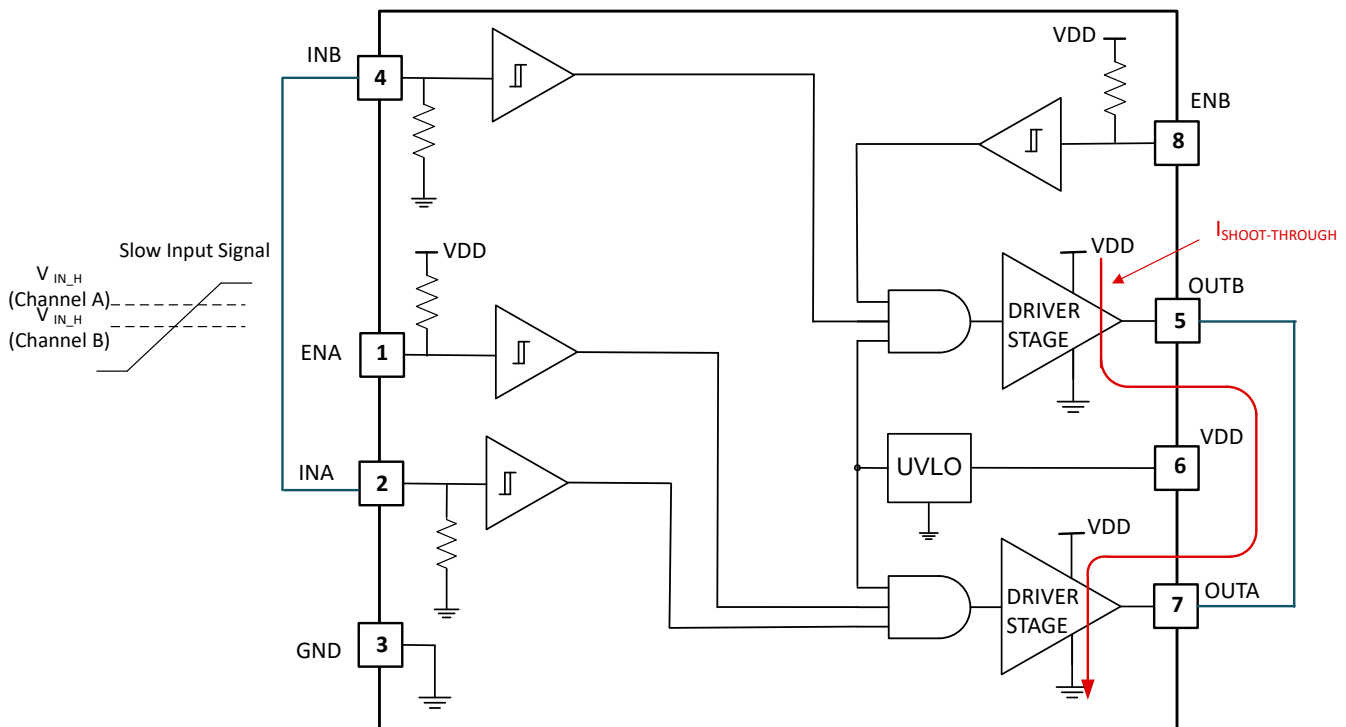 VDD
INB
4
ENB
8
I SHOOT-THROUGH
Slow Input Signal
VDD
VDD
V IN_H
(Channel A)
V IN_H
(Channel B)
OUTB
DRIVER
STAGE
5
ENA
1
VDD
INA
2
UVLO
6
VDD
OUTA
DRIVER
STAGE
7
GND
3